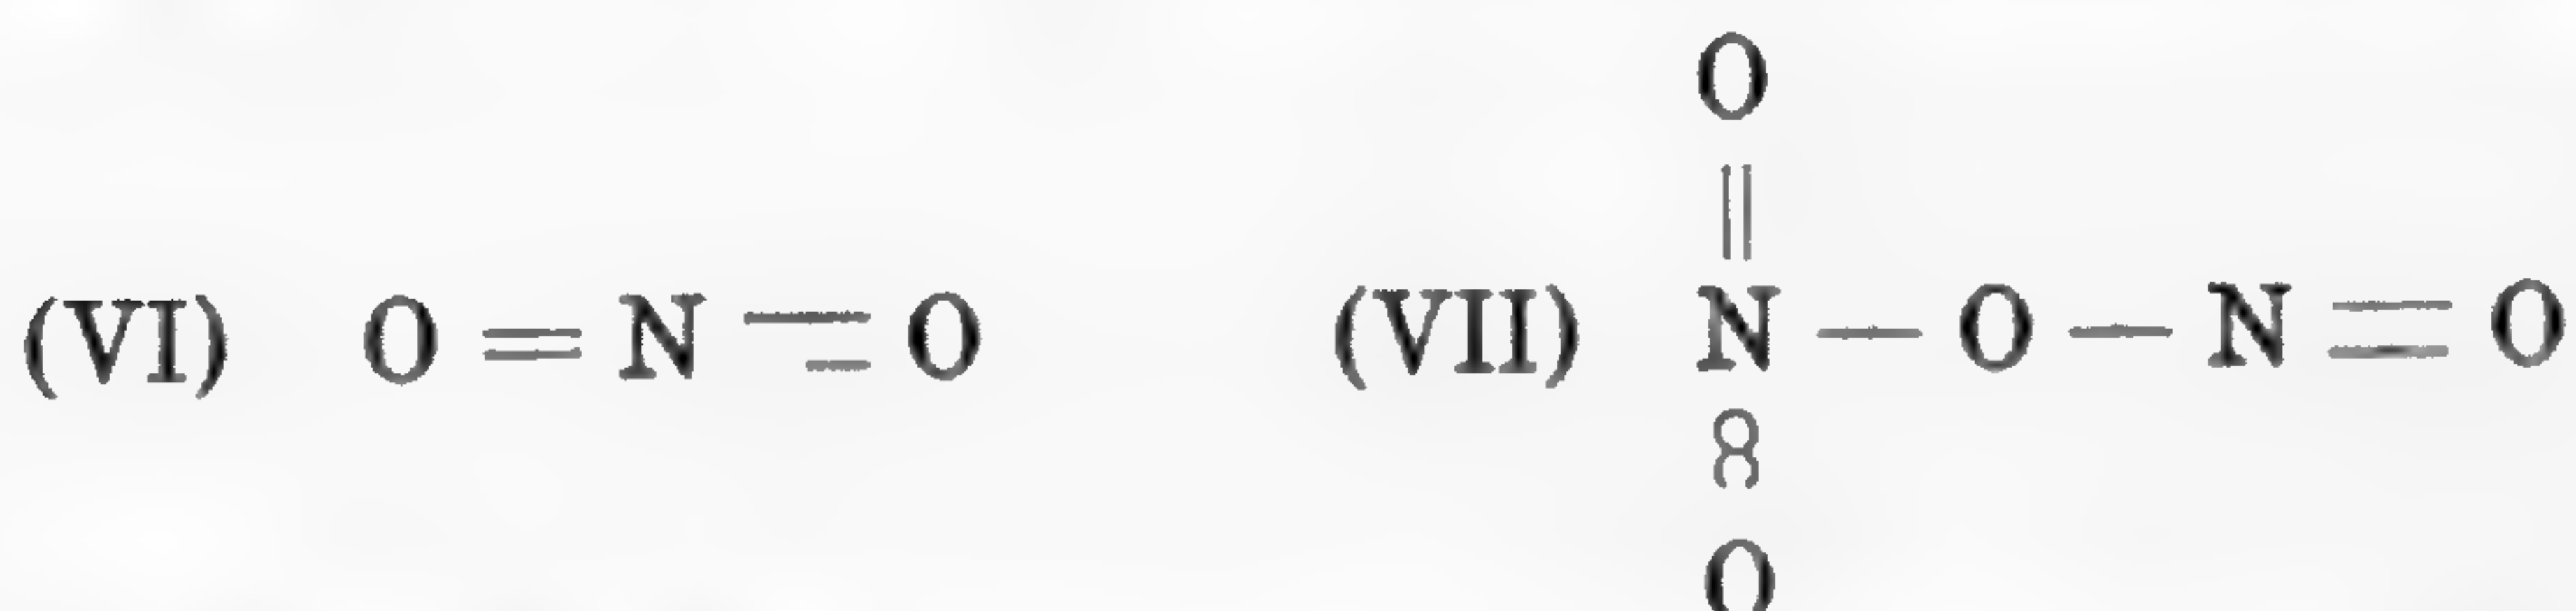 O
(VI) O = N = O (VII) N — O — N = O
O